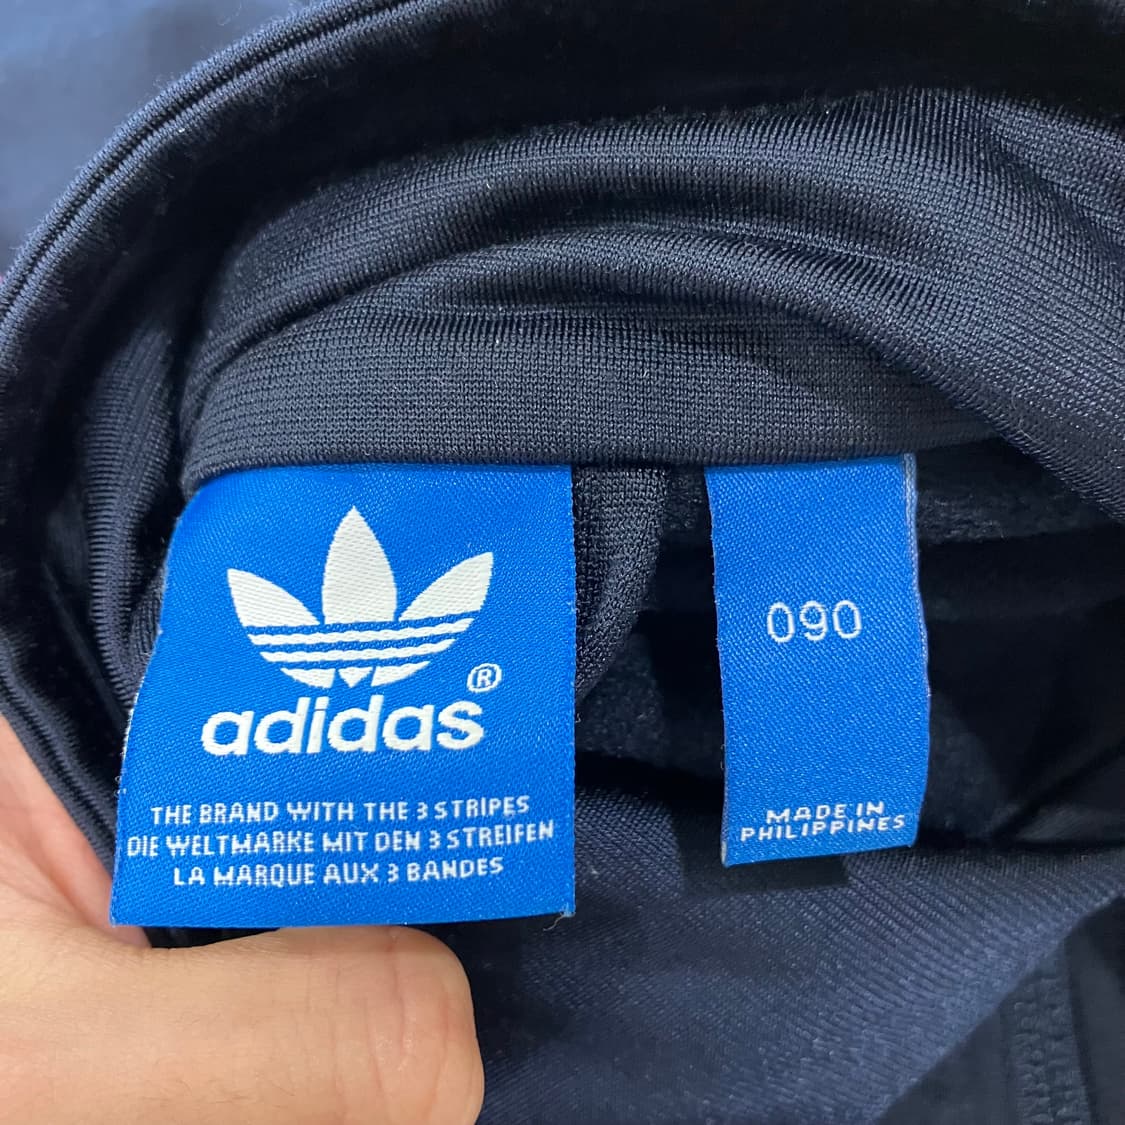 adidas®
THE BRAND WITH THE 3 STRIPES
DIE WELTMARKE MIT DEN 3 STREIFEN
LA MARQUE AUX 3 BANDES
090
MADE IN
PHILIPPINES